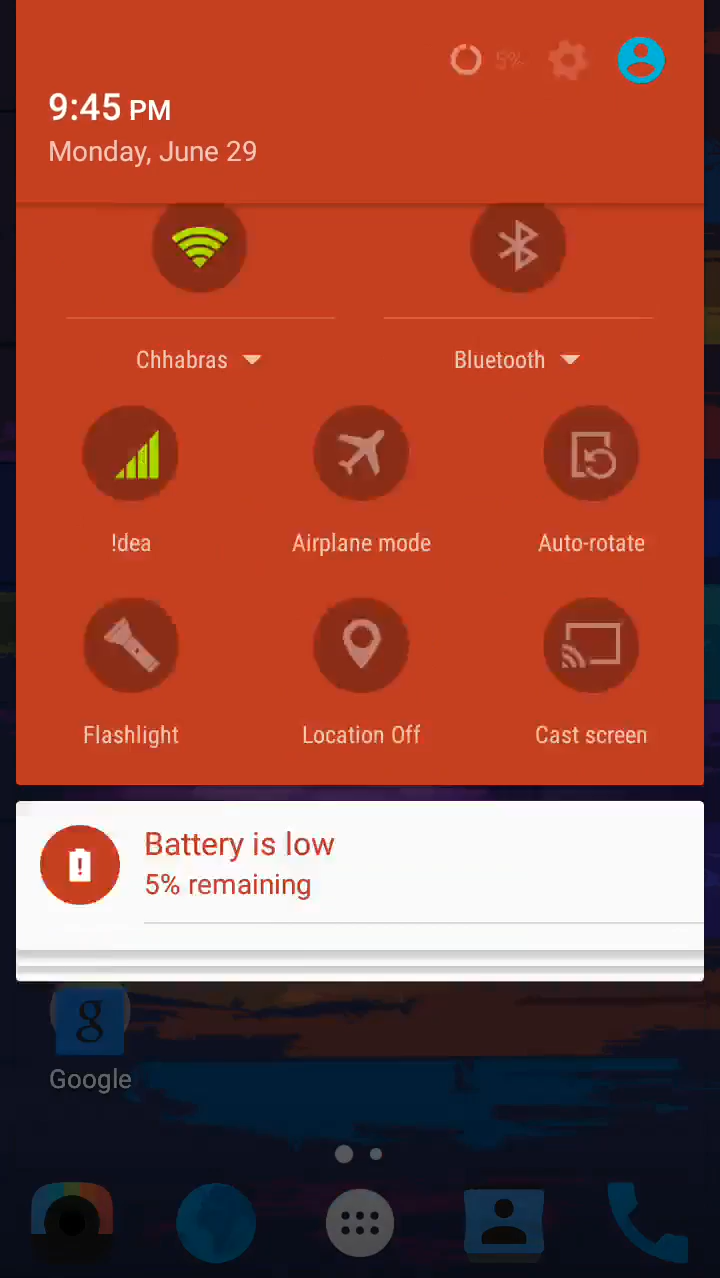 5%
9:45 PM
Monday, June 29
Chhabras
Bluetooth
!dea
Airplane mode
Auto-rotate
Flashlight
Location Off
Cast screen
Battery is low
5% remaining
g
Google